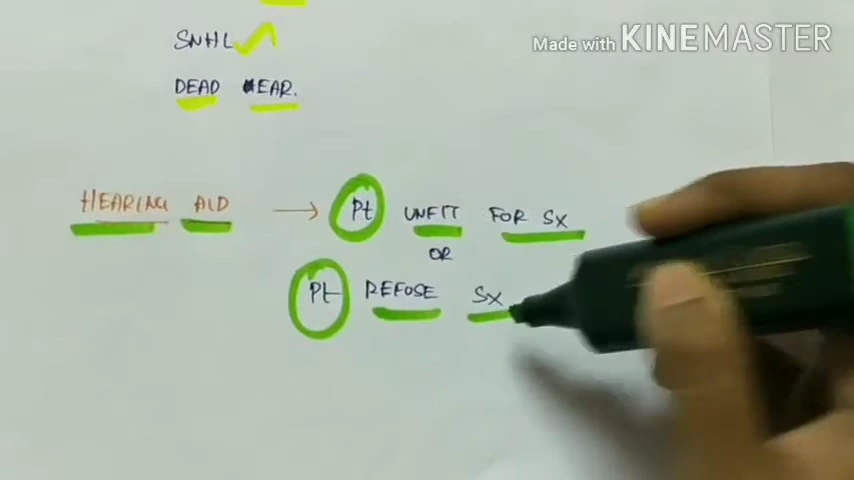 Made with KINEMASTER
SNHL
DEAD EAR.
HEARING AID → Pt UNFIT FOR SX
OR
Pt REFUSE SX